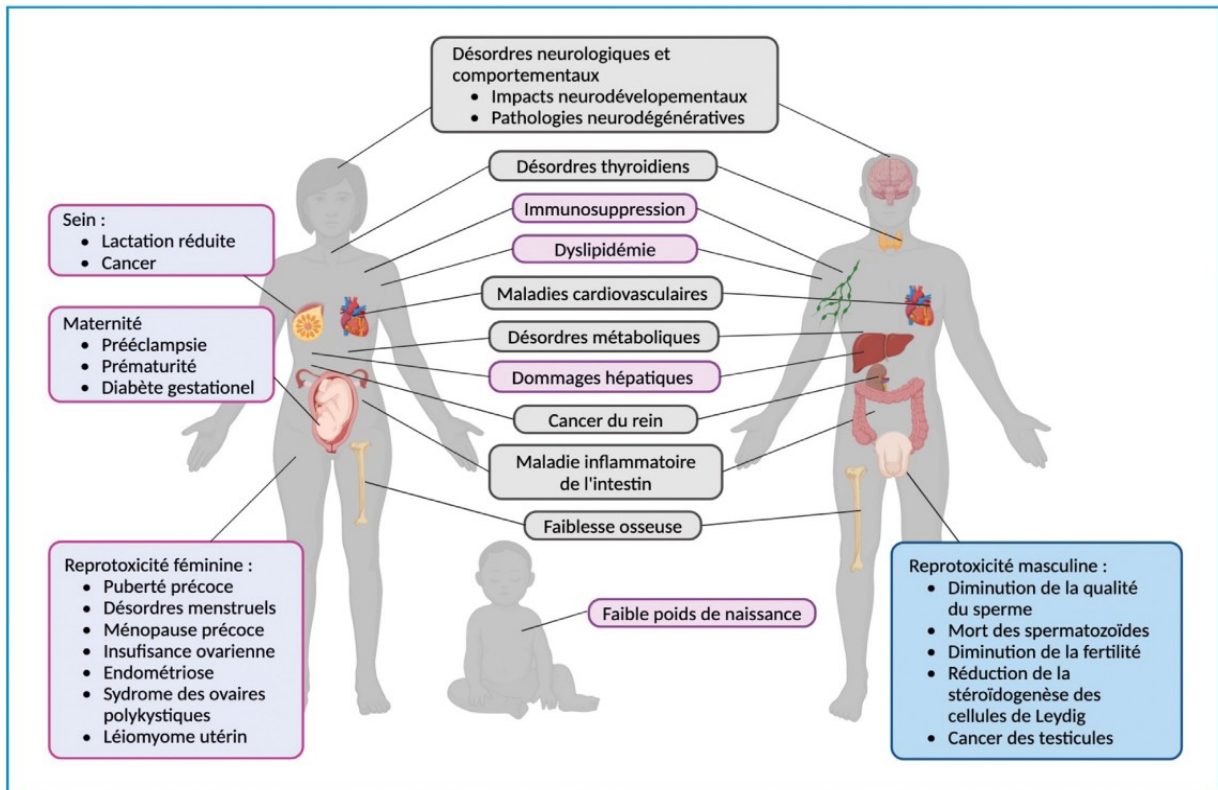 Désordres neurologiques et
comportementaux
• Impacts neurodévelopementaux
• Pathologies neurodégénératives
Désordres thyroidiens
Immunosuppression
Dyslipidémie
Maladies cardiovasculaires
Désordres métaboliques
Dommages hépatiques
Cancer du rein
Maladie inflammatoire
de l'intestin
Faiblesse osseuse
Sein :
• Lactation réduite
• Cancer
Maternité
• Prééclampsie
• Prématurité
• Diabète gestationel
Reprotoxicité féminine :
• Puberté précoce
• Désordres menstruels
• Ménopause précoce
• Insufisance ovarienne
• Endométriose
• Sydrome des ovaires
polykystiques
• Léiomyome utérin
Faible poids de naissance
Reprotoxicité masculine :
• Diminution de la qualité
du sperme
• Mort des spermatozoïdes
• Diminution de la fertilité
• Réduction de la
stéroïdogenèse des
cellules de Leydig
• Cancer des testicules